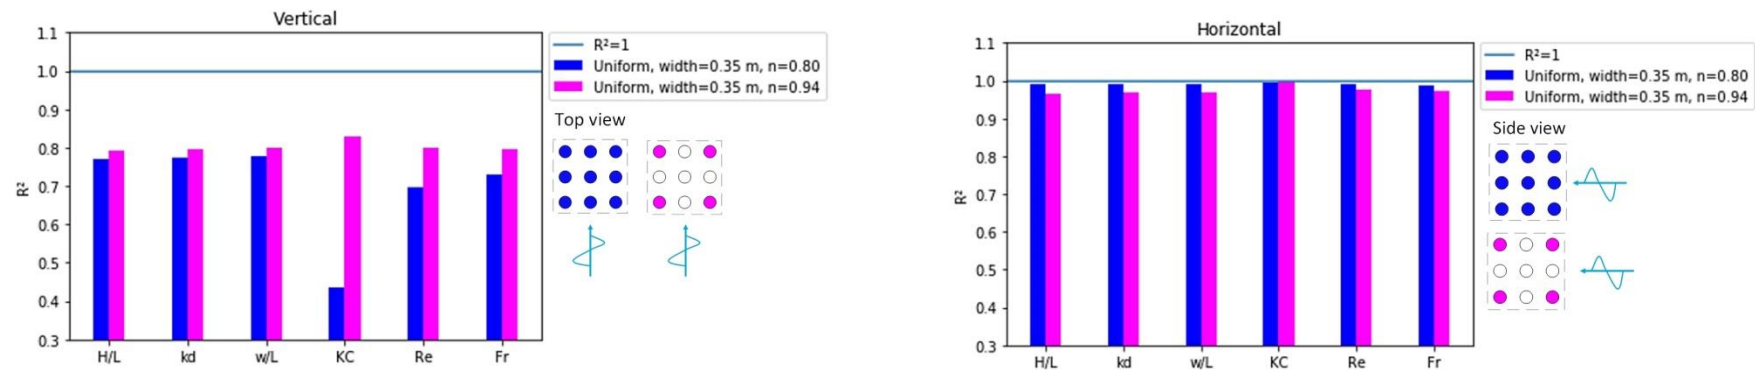 Vertical
1.1
1.0
0.9
0.8
0.7
0.6
0.5
0.4
0.3
R²
H/L kd w/L KC Re Fr
R²=1
Uniform, width=0.35 m, n=0.80
Uniform, width=0.35 m, n=0.94
Top view
Horizontal
1.1
1.0
0.9
0.8
0.7
0.6
0.5
0.4
0.3
R²
H/L kd w/L KC Re Fr
R²=1
Uniform, width=0.35 m, n=0.80
Uniform, width=0.35 m, n=0.94
Side view